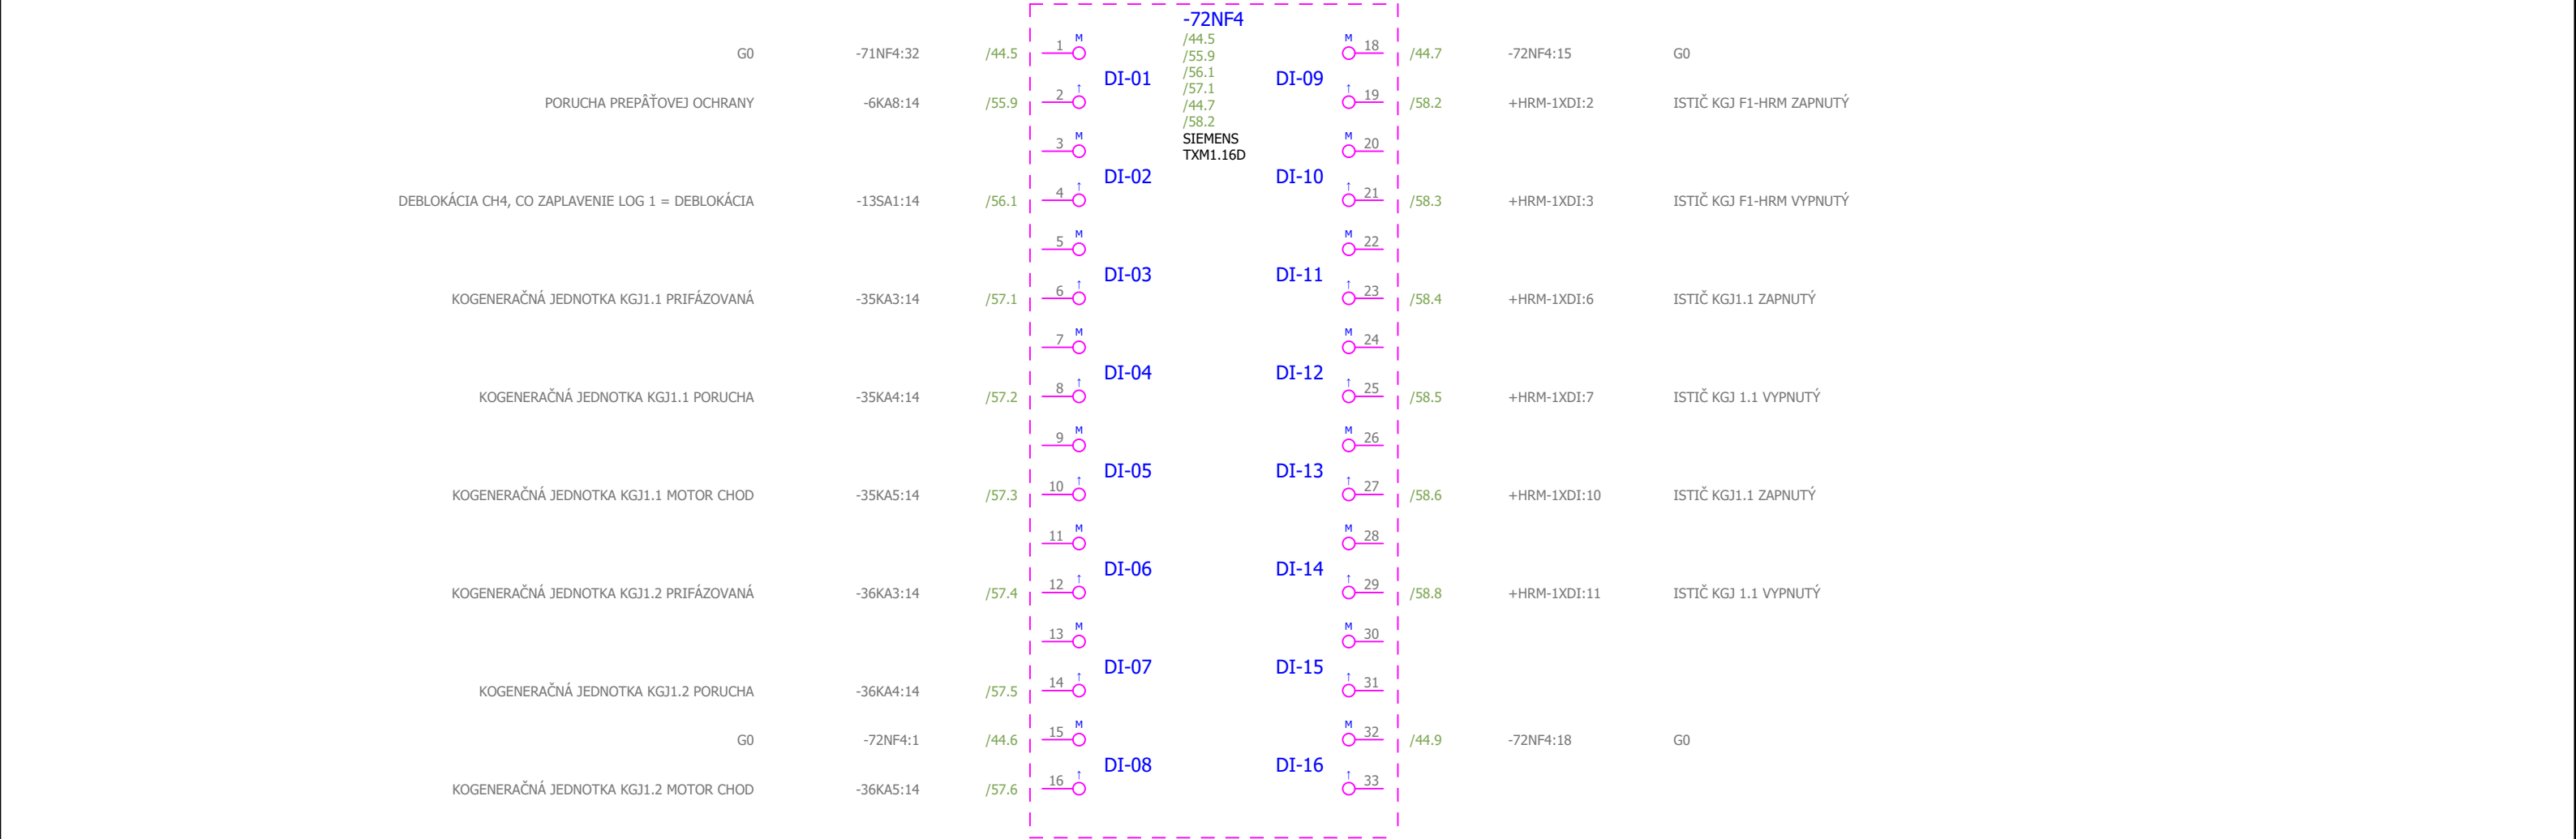 -72NF4
/44.5
/55.9
/56.1
/57.1
/44.7
/58.2
SIEMENS
TXM1.16D
G0 -71NF4:32 /44.5 1 M
DI-01
PORUCHA PREPÂŤOVEJ OCHRANY -6KA8:14 /55.9 2 ↑
3 M
DI-02
DEBLOKÁCIA CH4, CO ZAPLAVENIE LOG 1 = DEBLOKÁCIA -13SA1:14 /56.1 4 ↑
5 M
DI-03
KOGENERAČNÁ JEDNOTKA KGJ1.1 PRIFÁZOVANÁ -35KA3:14 /57.1 6 ↑
7 M
DI-04
KOGENERAČNÁ JEDNOTKA KGJ1.1 PORUCHA -35KA4:14 /57.2 8 ↑
9 M
DI-05
KOGENERAČNÁ JEDNOTKA KGJ1.1 MOTOR CHOD -35KA5:14 /57.3 10 ↑
11 M
DI-06
KOGENERAČNÁ JEDNOTKA KGJ1.2 PRIFÁZOVANÁ -36KA3:14 /57.4 12 ↑
13 M
DI-07
KOGENERAČNÁ JEDNOTKA KGJ1.2 PORUCHA -36KA4:14 /57.5 14 ↑
G0 -72NF4:1 /44.6 15 M
DI-08
KOGENERAČNÁ JEDNOTKA KGJ1.2 MOTOR CHOD -36KA5:14 /57.6 16 ↑
M 18 /44.7 -72NF4:15 G0
DI-09
↑ 19 /58.2 +HRM-1XDI:2 ISTIČ KGJ F1-HRM ZAPNUTÝ
M 20
DI-10
↑ 21 /58.3 +HRM-1XDI:3 ISTIČ KGJ F1-HRM VYPNUTÝ
M 22
DI-11
↑ 23 /58.4 +HRM-1XDI:6 ISTIČ KGJ1.1 ZAPNUTÝ
M 24
DI-12
↑ 25 /58.5 +HRM-1XDI:7 ISTIČ KGJ 1.1 VYPNUTÝ
M 26
DI-13
↑ 27 /58.6 +HRM-1XDI:10 ISTIČ KGJ1.1 ZAPNUTÝ
M 28
DI-14
↑ 29 /58.8 +HRM-1XDI:11 ISTIČ KGJ 1.1 VYPNUTÝ
M 30
DI-15
↑ 31
M 32 /44.9 -72NF4:18 G0
DI-16
↑ 33